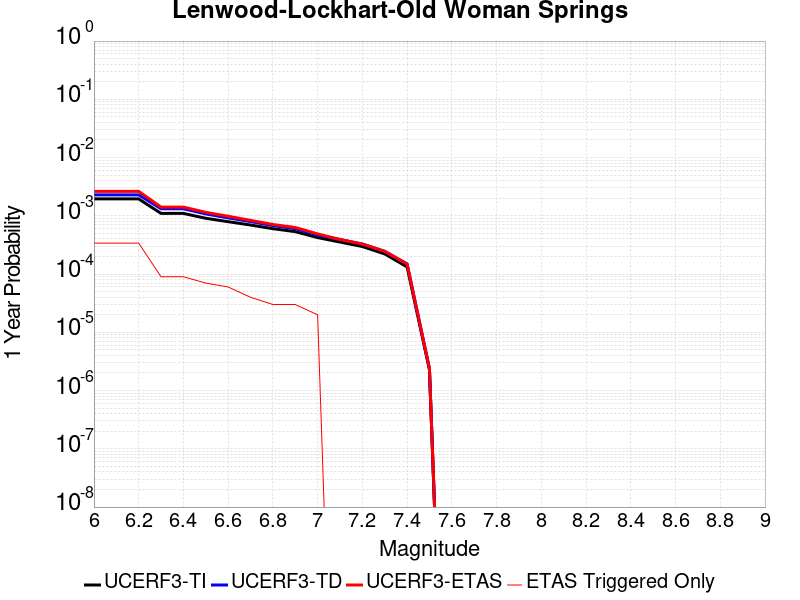 Lenwood-Lockhart-Old Woman Springs
10^0
10^-1
10^-2
10^-3
10^-4
10^-5
10^-6
10^-7
10^-8
1 Year Probability
6 6.2 6.4 6.6 6.8 7 7.2 7.4 7.6 7.8 8 8.2 8.4 8.6 8.8 9
Magnitude
UCERF3-TI UCERF3-TD UCERF3-ETAS ETAS Triggered Only